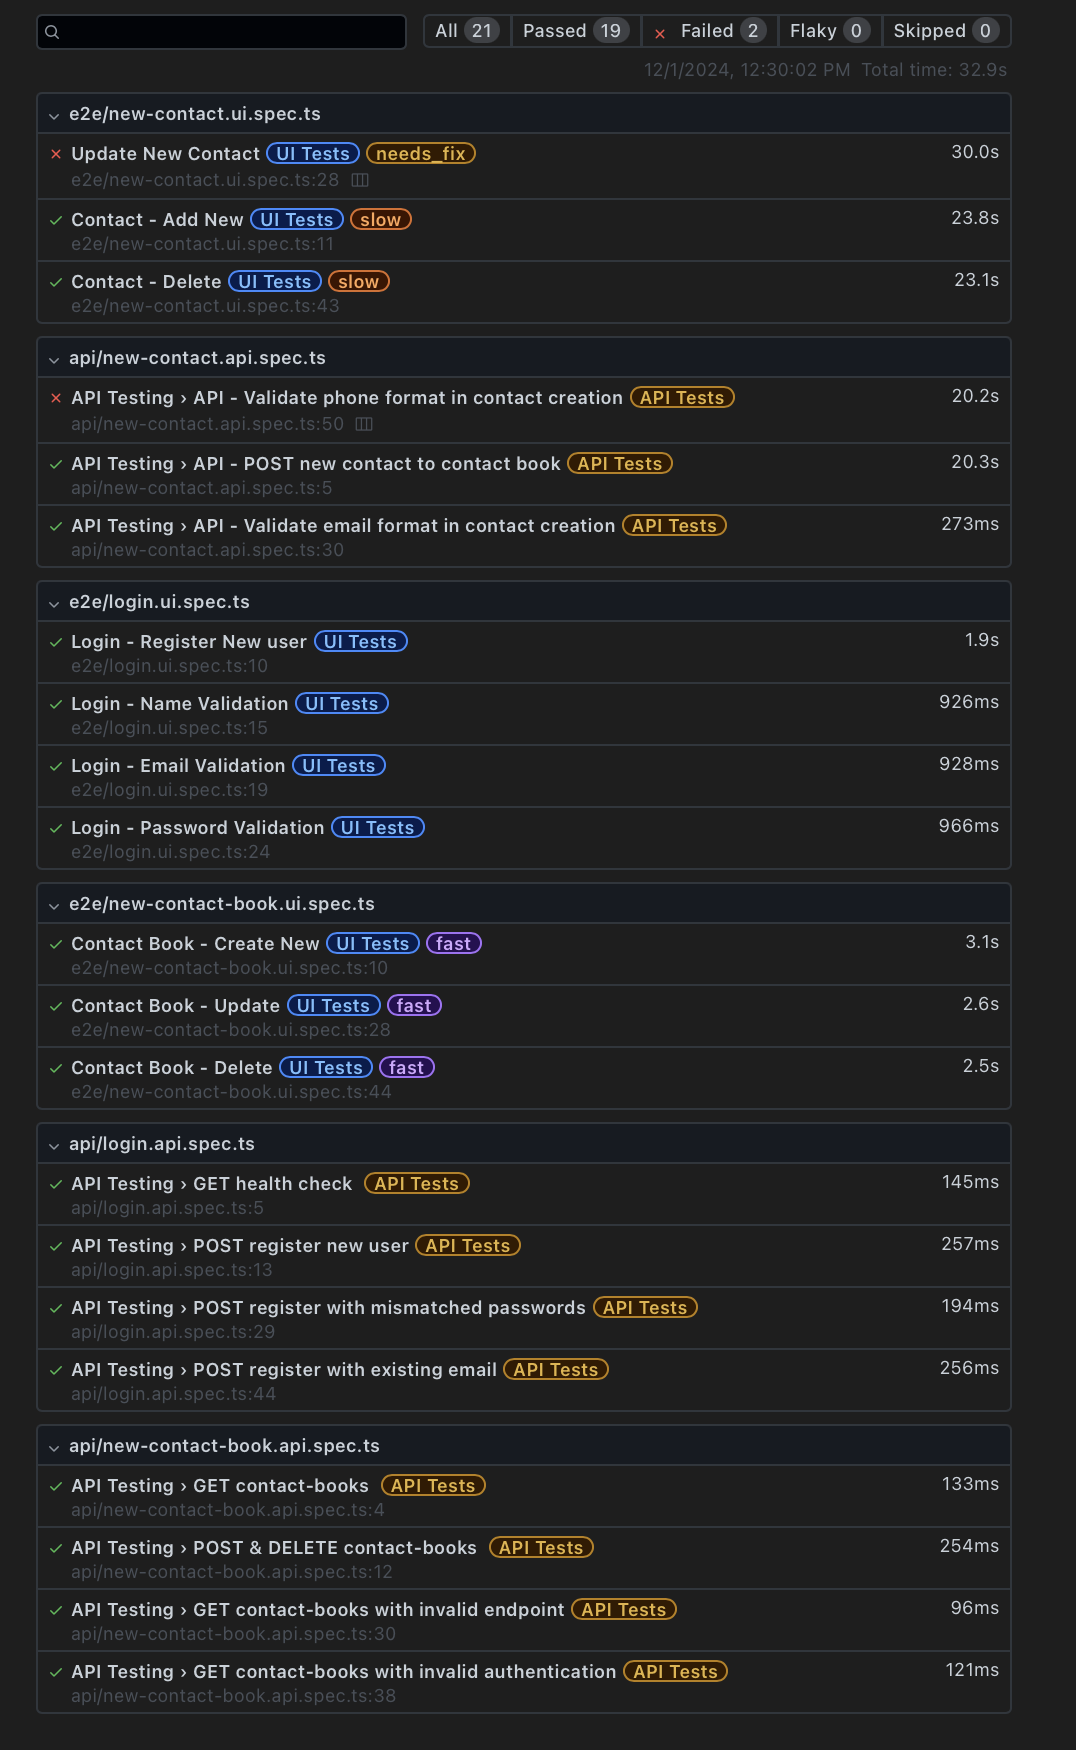 All 21 Passed 19 Failed 2 Flaky 0 Skipped 0
12/1/2024, 12:30:02 PM Total time: 32.9s
e2e/new-contact.ui.spec.ts
Update New Contact UI Tests needs_fix 30.0s
e2e/new-contact.ui.spec.ts:28
Contact - Add New UI Tests slow 23.8s
e2e/new-contact.ui.spec.ts:11
Contact - Delete UI Tests slow 23.1s
e2e/new-contact.ui.spec.ts:43
api/new-contact.api.spec.ts
API Testing › API - Validate phone format in contact creation API Tests 20.2s
api/new-contact.api.spec.ts:50
API Testing › API - POST new contact to contact book API Tests 20.3s
api/new-contact.api.spec.ts:5
API Testing › API - Validate email format in contact creation API Tests 273ms
api/new-contact.api.spec.ts:30
e2e/login.ui.spec.ts
Login - Register New user UI Tests 1.9s
e2e/login.ui.spec.ts:10
Login - Name Validation UI Tests 926ms
e2e/login.ui.spec.ts:15
Login - Email Validation UI Tests 928ms
e2e/login.ui.spec.ts:19
Login - Password Validation UI Tests 966ms
e2e/login.ui.spec.ts:24
e2e/new-contact-book.ui.spec.ts
Contact Book - Create New UI Tests fast 3.1s
e2e/new-contact-book.ui.spec.ts:10
Contact Book - Update UI Tests fast 2.6s
e2e/new-contact-book.ui.spec.ts:28
Contact Book - Delete UI Tests fast 2.5s
e2e/new-contact-book.ui.spec.ts:44
api/login.api.spec.ts
API Testing › GET health check API Tests 145ms
api/login.api.spec.ts:5
API Testing › POST register new user API Tests 257ms
api/login.api.spec.ts:13
API Testing › POST register with mismatched passwords API Tests 194ms
api/login.api.spec.ts:29
API Testing › POST register with existing email API Tests 256ms
api/login.api.spec.ts:44
api/new-contact-book.api.spec.ts
API Testing › GET contact-books API Tests 133ms
api/new-contact-book.api.spec.ts:4
API Testing › POST & DELETE contact-books API Tests 254ms
api/new-contact-book.api.spec.ts:12
API Testing › GET contact-books with invalid endpoint API Tests 96ms
api/new-contact-book.api.spec.ts:30
API Testing › GET contact-books with invalid authentication API Tests 121ms
api/new-contact-book.api.spec.ts:38